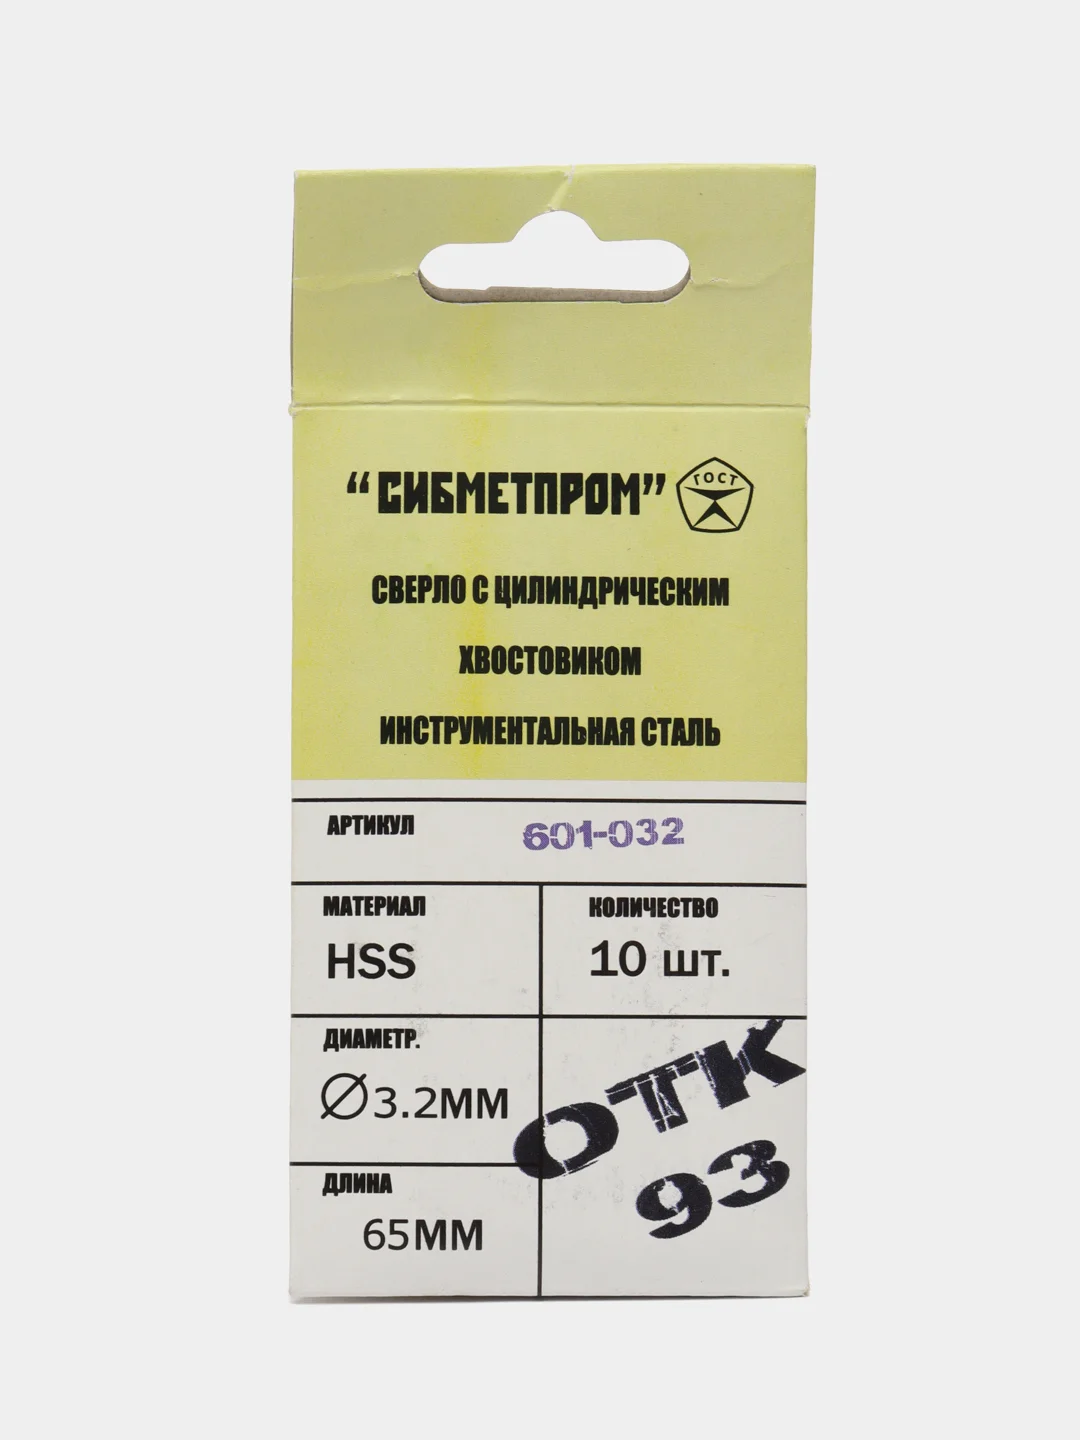 "СИБМЕТПРОМ" ГОСТ
СВЕРЛО С ЦИЛИНДРИЧЕСКИМ
ХВОСТОВИКОМ
ИНСТРУМЕНТАЛЬНАЯ СТАЛЬ
АРТИКУЛ 601-032
МАТЕРИАЛ
HSS
КОЛИЧЕСТВО
10 шт.
ДИАМЕТР.
Ø3.2ММ
ДЛИНА
65ММ
ОТК
93